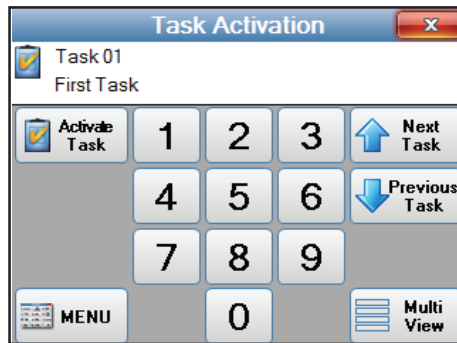 Task Activation
x
Task 01
First Task
Activate
Task
1
2
3
Next
Task
4
5
6
Previous
Task
7
8
9
MENU
0
Multi
View